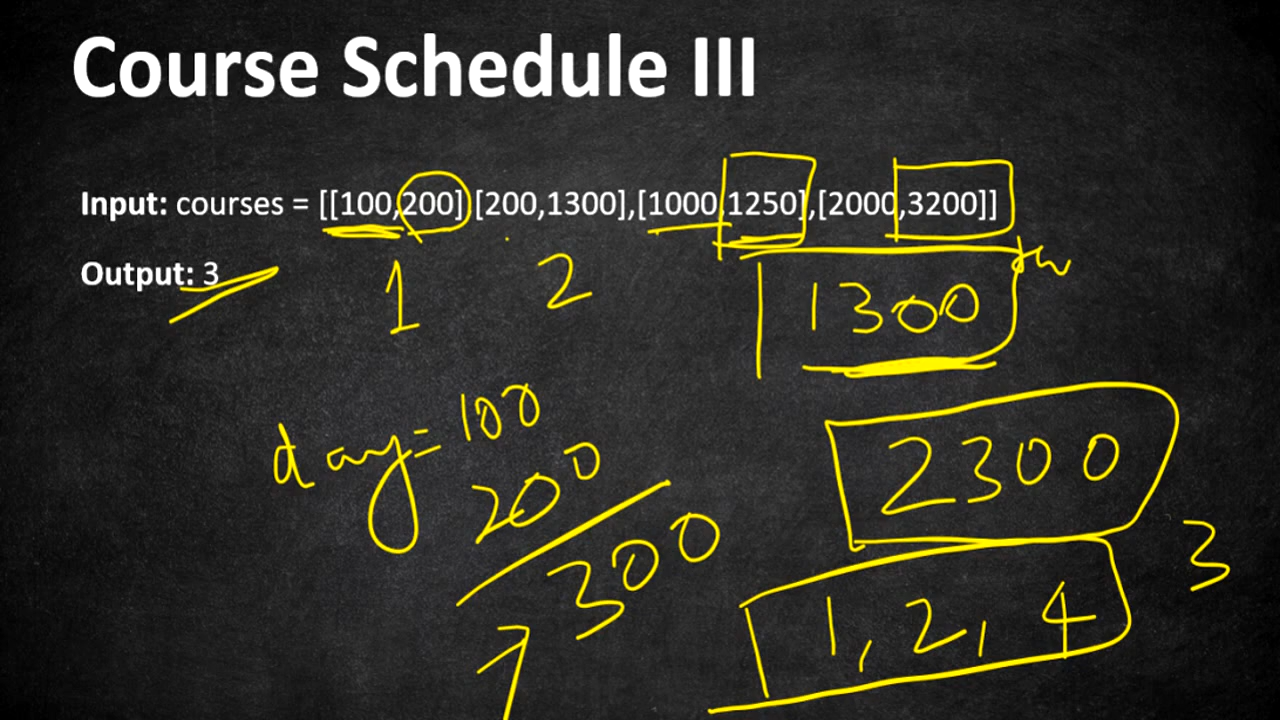 Course Schedule III
Input: courses = [[100,200],[200,1300],[1000,1250],[2000,3200]]
Output: 3
1 2
1300
day=100
200
300
2300
3
1, 2, 4